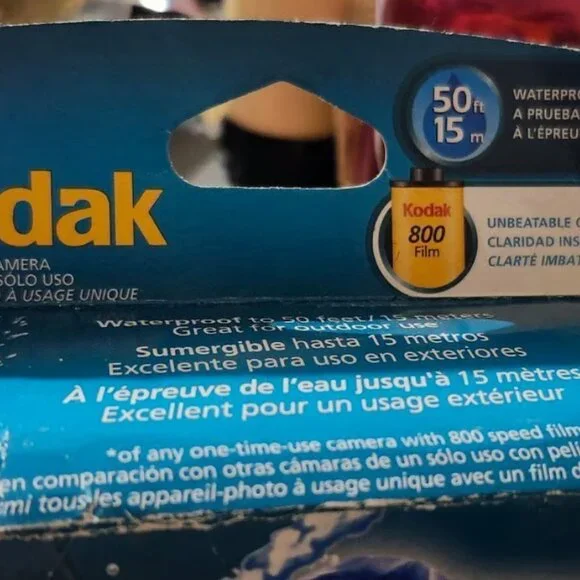 dak
AMERA
SÓLO USO
À USAGE UNIQUE
50ft
15 m
WATERPRO
A PRUEBA
À L'ÉPREU
Kodak
800
Film
UNBEATABLE
CLARIDAD INS
CLARTÉ IMBAT
Waterproof to 50 feet/15 meters
Great for outdoor use
Sumergible hasta 15 metros
Excelente para uso en exteriores
À l'épreuve de l'eau jusqu'à 15 mètres
Excellent pour un usage extérieur
*of any one-time-use camera with 800 speed film
en comparación con otras cámaras de un sólo uso con pelí
mi tous les appareil-photo à usage unique avec un film d